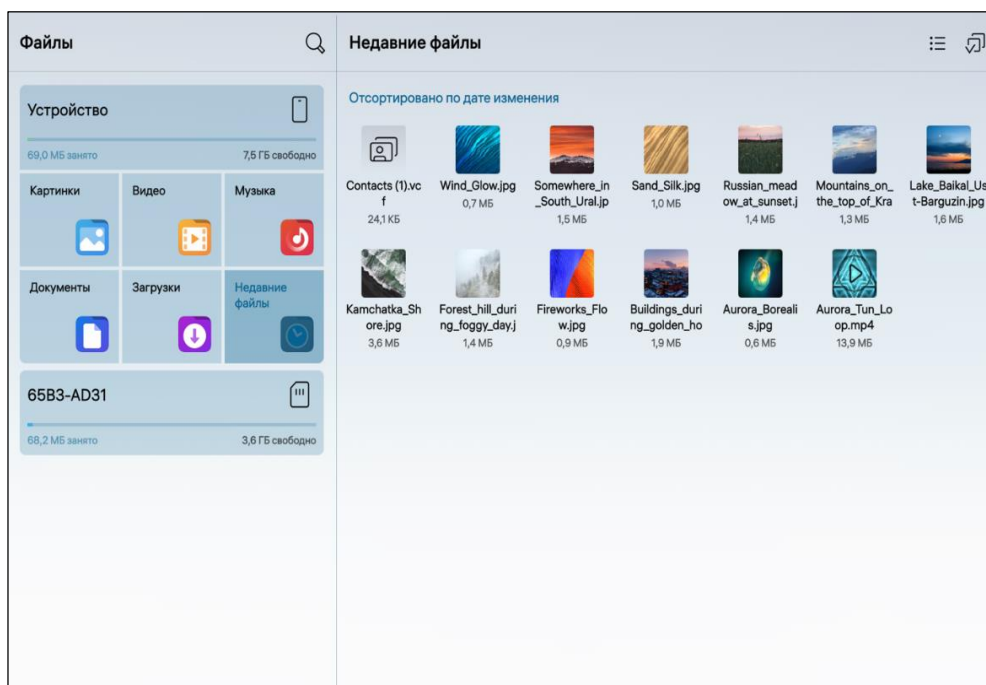 Файлы
Устройство
69,0 МБ занято
7,5 ГБ свободно
Картинки
Видео
Музыка
Документы
Загрузки
Недавние
файлы
65B3-AD31
68,2 МБ занято
3,6 ГБ свободно
Недавние файлы
Отсортировано по дате изменения
Contacts (1).vc
f
24,1 КБ
Wind_Glow.jpg
0,7 МБ
Somewhere_in
_South_Ural.jp
1,5 МБ
Sand_Silk.jpg
1,0 МБ
Russian_mead
ow_at_sunset.j
1,4 МБ
Mountains_on_
the_top_of_Kra
1,3 МБ
Lake_Baikal_Us
t-Barguzin.jpg
1,6 МБ
Kamchatka_Sh
ore.jpg
3,6 МБ
Forest_hill_duri
ng_foggy_day.j
1,4 МБ
Fireworks_Flo
w.jpg
0,9 МБ
Buildings_duri
ng_golden_ho
1,9 МБ
Aurora_Boreali
s.jpg
0,6 МБ
Aurora_Tun_Lo
op.mp4
13,9 МБ